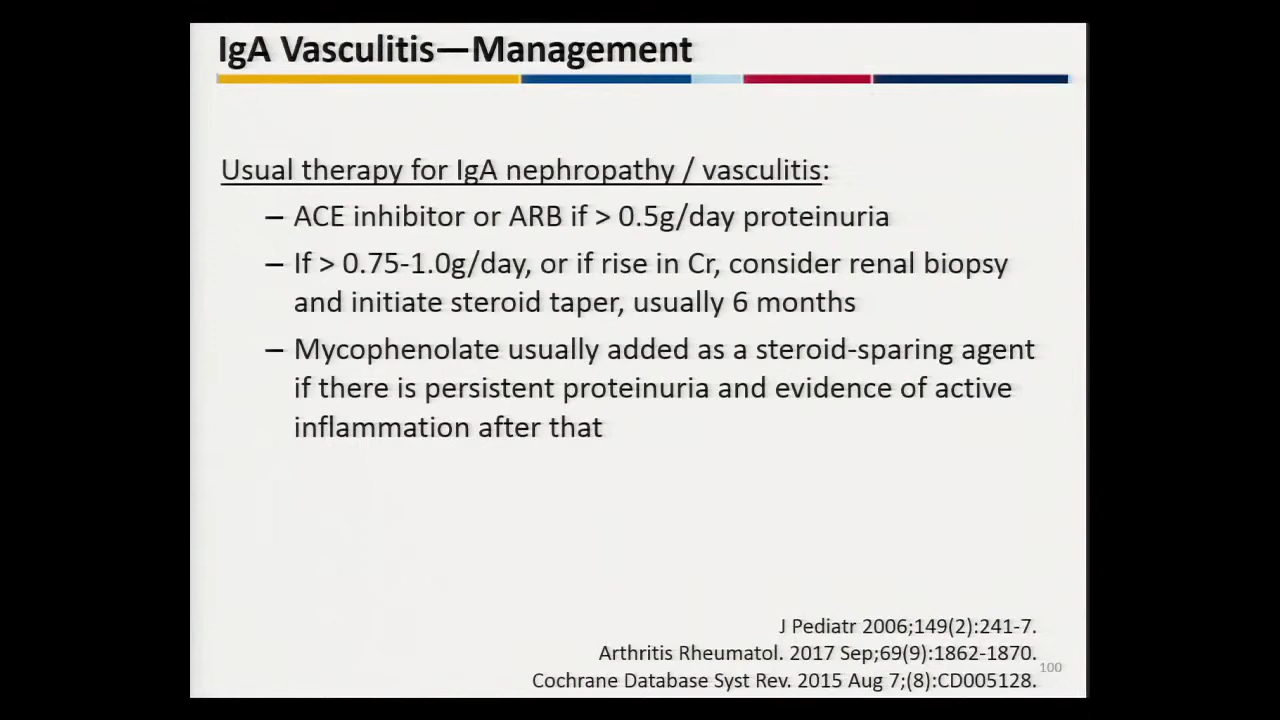 IgA Vasculitis—Management
Usual therapy for IgA nephropathy / vasculitis:
– ACE inhibitor or ARB if > 0.5g/day proteinuria
– If > 0.75-1.0g/day, or if rise in Cr, consider renal biopsy
and initiate steroid taper, usually 6 months
– Mycophenolate usually added as a steroid-sparing agent
if there is persistent proteinuria and evidence of active
inflammation after that
J Pediatr 2006;149(2):241-7.
Arthritis Rheumatol. 2017 Sep;69(9):1862-1870.
Cochrane Database Syst Rev. 2015 Aug 7;(8):CD005128.
100